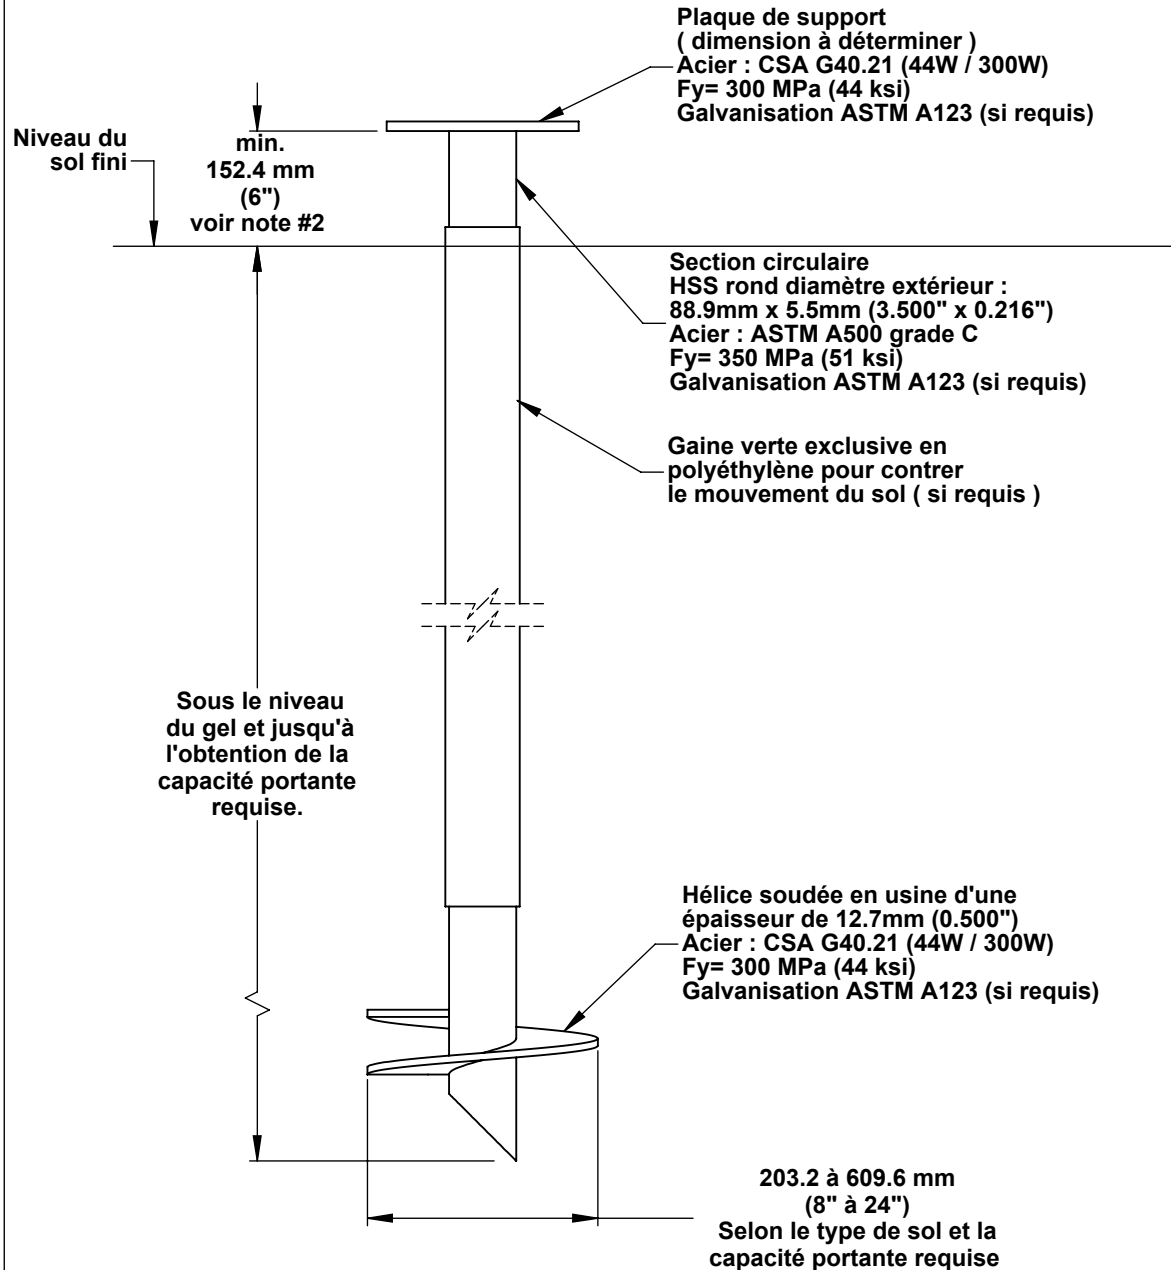 Plaque de support
( dimension à déterminer )
Acier : CSA G40.21 (44W / 300W)
Fy= 300 MPa (44 ksi)
Galvanisation ASTM A123 (si requis)
Niveau du
sol fini
min.
152.4 mm
(6")
voir note #2
Section circulaire
HSS rond diamètre extérieur :
88.9mm x 5.5mm (3.500" x 0.216")
Acier : ASTM A500 grade C
Fy= 350 MPa (51 ksi)
Galvanisation ASTM A123 (si requis)
Gaine verte exclusive en
polyéthylène pour contrer
le mouvement du sol ( si requis )
Sous le niveau
du gel et jusqu'à
l'obtention de la
capacité portante
requise.
Hélice soudée en usine d'une
épaisseur de 12.7mm (0.500")
Acier : CSA G40.21 (44W / 300W)
Fy= 300 MPa (44 ksi)
Galvanisation ASTM A123 (si requis)
203.2 à 609.6 mm
(8" à 24")
Selon le type de sol et la
capacité portante requise